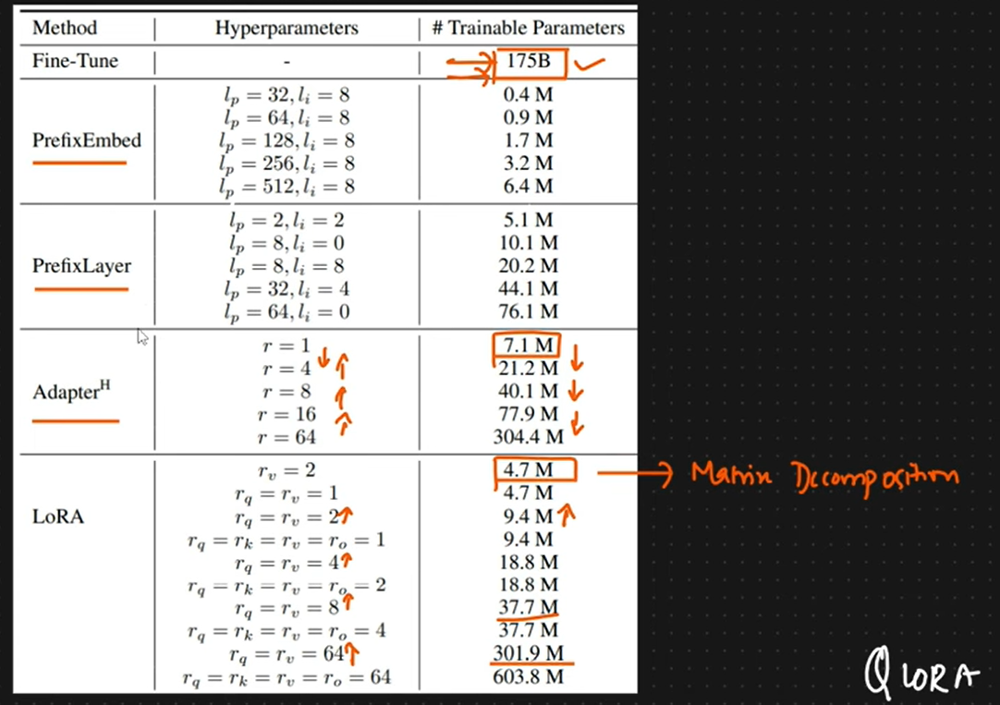 Method Hyperparameters # Trainable Parameters
Fine-Tune - 175B
l_p = 32, l_i = 8 0.4 M
l_p = 64, l_i = 8 0.9 M
PrefixEmbed l_p = 128, l_i = 8 1.7 M
l_p = 256, l_i = 8 3.2 M
l_p = 512, l_i = 8 6.4 M
l_p = 2, l_i = 2 5.1 M
l_p = 8, l_i = 0 10.1 M
PrefixLayer l_p = 8, l_i = 8 20.2 M
l_p = 32, l_i = 4 44.1 M
l_p = 64, l_i = 0 76.1 M
r = 1 7.1 M
r = 4 21.2 M
Adapter^H r = 8 40.1 M
r = 16 77.9 M
r = 64 304.4 M
r_v = 2 4.7 M → Matrix Decomposition
r_q = r_v = 1 4.7 M
LoRA r_q = r_v = 2 9.4 M
r_q = r_k = r_v = r_o = 1 9.4 M
r_q = r_v = 4 18.8 M
r_q = r_k = r_v = r_o = 2 18.8 M
r_q = r_v = 8 37.7 M
r_q = r_k = r_v = r_o = 4 37.7 M
r_q = r_v = 64 301.9 M
r_q = r_k = r_v = r_o = 64 603.8 M
QLORA